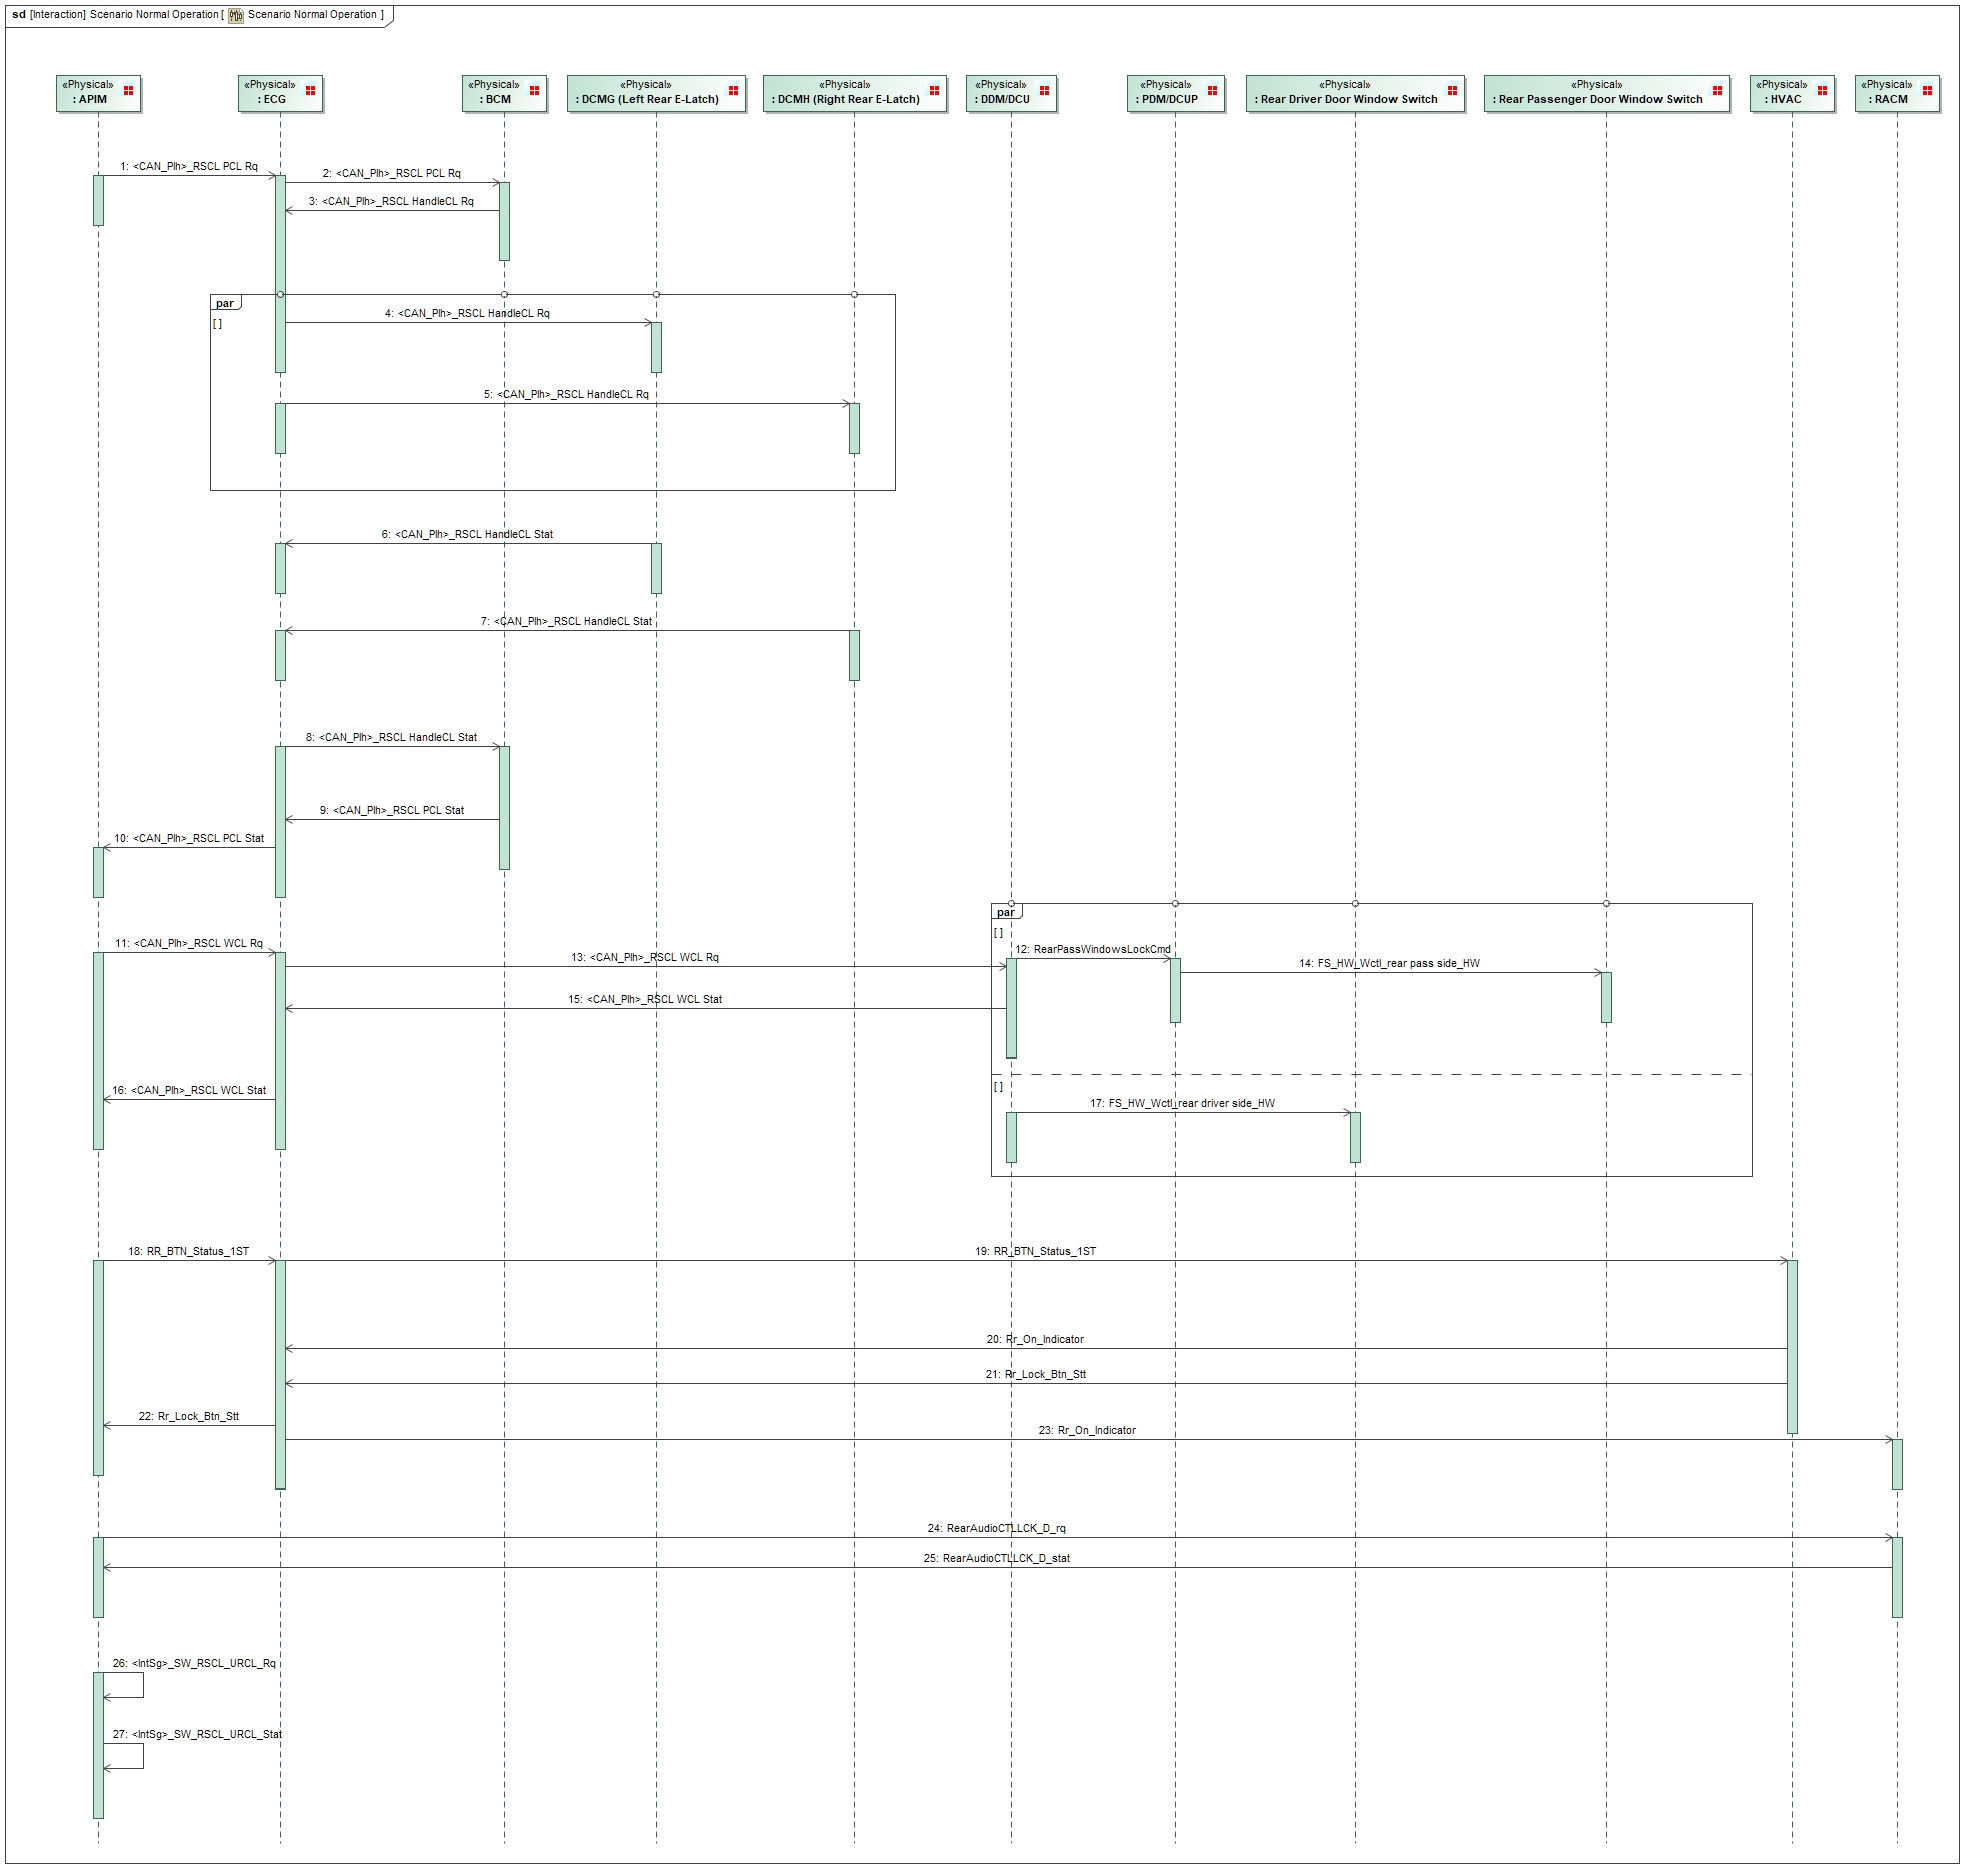 sd [Interaction] Scenario Normal Operation [ Scenario Normal Operation ]
«Physical»
: APIM
«Physical»
: ECG
«Physical»
: BCM
«Physical»
: DCMG (Left Rear E-Latch)
«Physical»
: DCMH (Right Rear E-Latch)
«Physical»
: DDM/DCU
«Physical»
: PDM/DCUP
«Physical»
: Rear Driver Door Window Switch
«Physical»
: Rear Passenger Door Window Switch
«Physical»
: HVAC
«Physical»
: RACM
1: <CAN_Plh>_RSCL PCL Rq
2: <CAN_Plh>_RSCL PCL Rq
3: <CAN_Plh>_RSCL HandleCL Rq
par
[ ]
4: <CAN_Plh>_RSCL HandleCL Rq
5: <CAN_Plh>_RSCL HandleCL Rq
6: <CAN_Plh>_RSCL HandleCL Stat
7: <CAN_Plh>_RSCL HandleCL Stat
8: <CAN_Plh>_RSCL HandleCL Stat
9: <CAN_Plh>_RSCL PCL Stat
10: <CAN_Plh>_RSCL PCL Stat
par
[ ]
11: <CAN_Plh>_RSCL WCL Rq
12: RearPassWindowsLockCmd
13: <CAN_Plh>_RSCL WCL Rq
14: FS_HW_Wctl_rear pass side_HW
15: <CAN_Plh>_RSCL WCL Stat
[ ]
16: <CAN_Plh>_RSCL WCL Stat
17: FS_HW_Wctl_rear driver side_HW
18: RR_BTN_Status_1ST
19: RR_BTN_Status_1ST
20: Rr_On_Indicator
21: Rr_Lock_Btn_Stt
22: Rr_Lock_Btn_Stt
23: Rr_On_Indicator
24: RearAudioCTLLCK_D_rq
25: RearAudioCTLLCK_D_stat
26: <IntSg>_SW_RSCL_URCL_Rq
27: <IntSg>_SW_RSCL_URCL_Stat